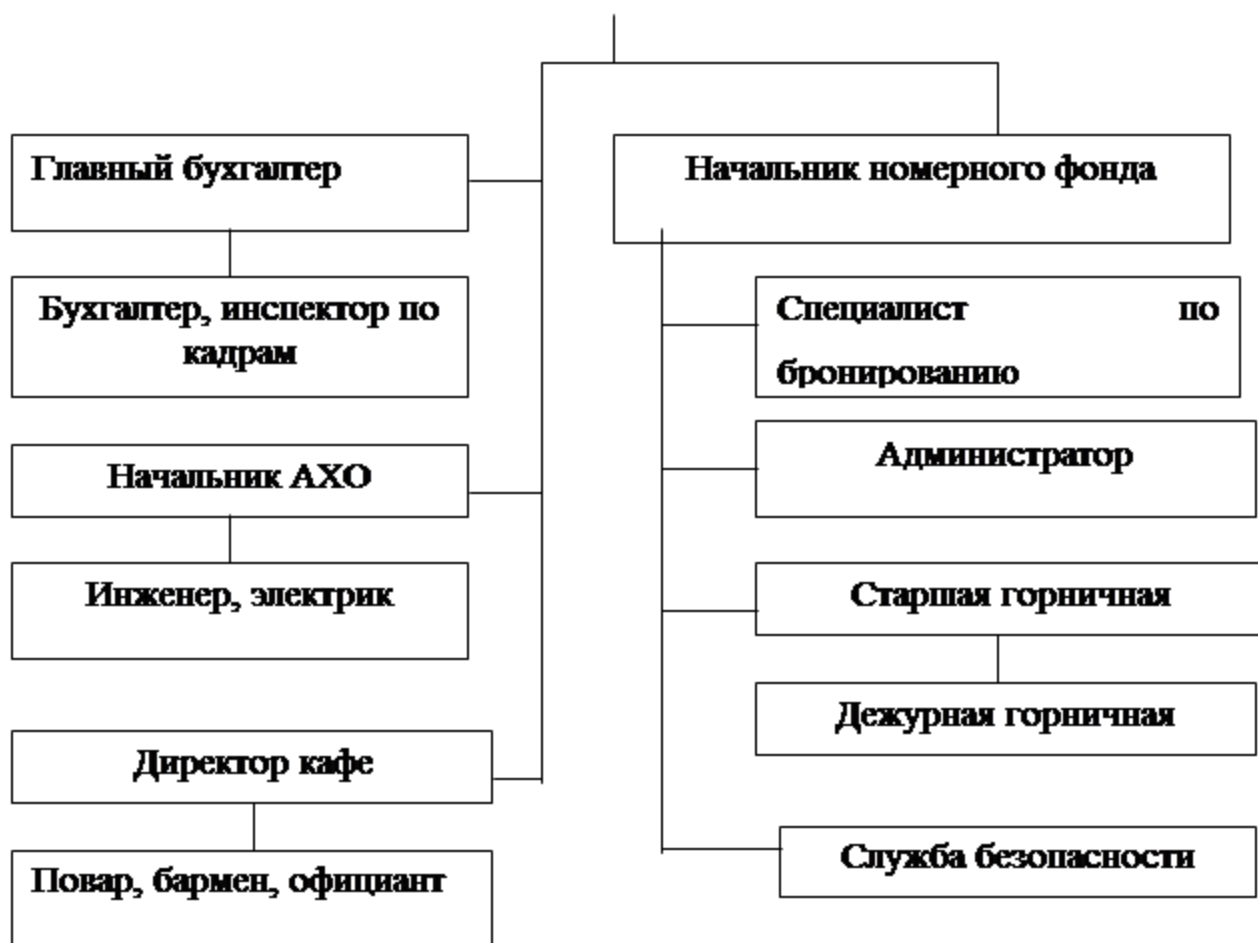 Главный бухгалтер
Бухгалтер, инспектор по
кадрам
Начальник АХО
Инженер, электрик
Директор кафе
Повар, бармен, официант
Начальник номерного фонда
Специалист по
бронированию
Администратор
Старшая горничная
Дежурная горничная
Служба безопасности